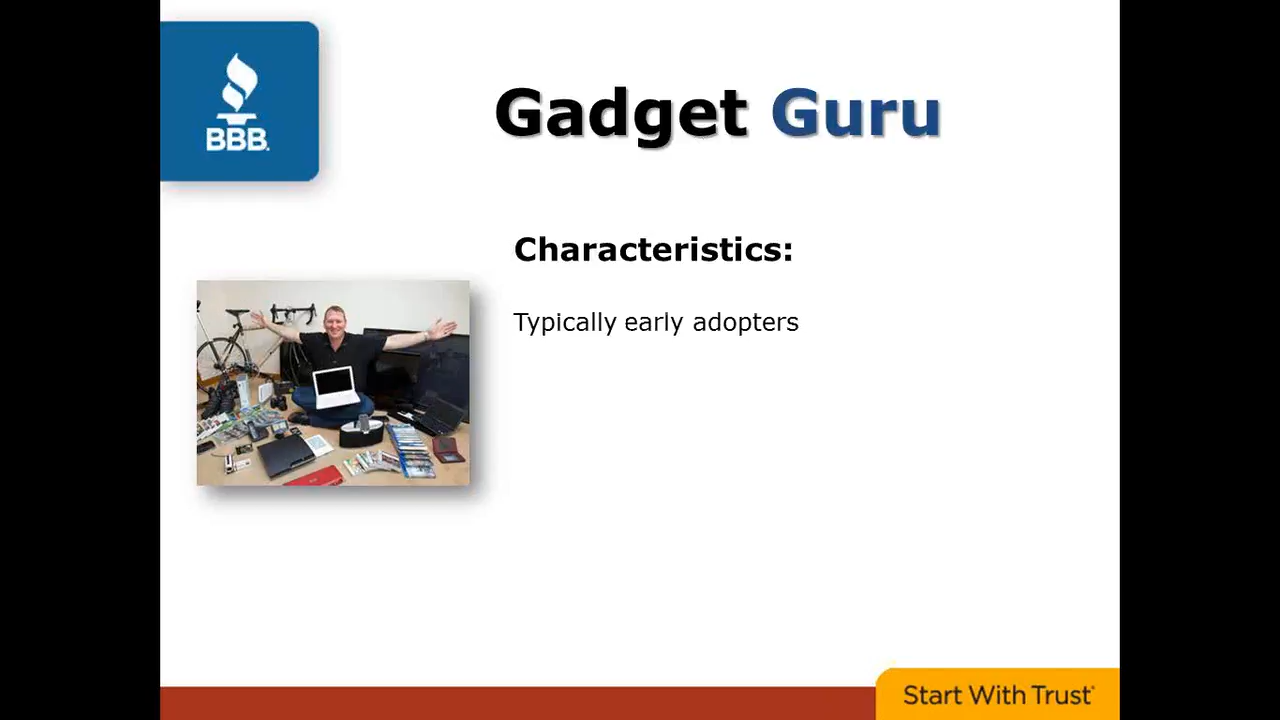 BBB.
Gadget Guru
Characteristics:
Typically early adopters
Start With Trust®